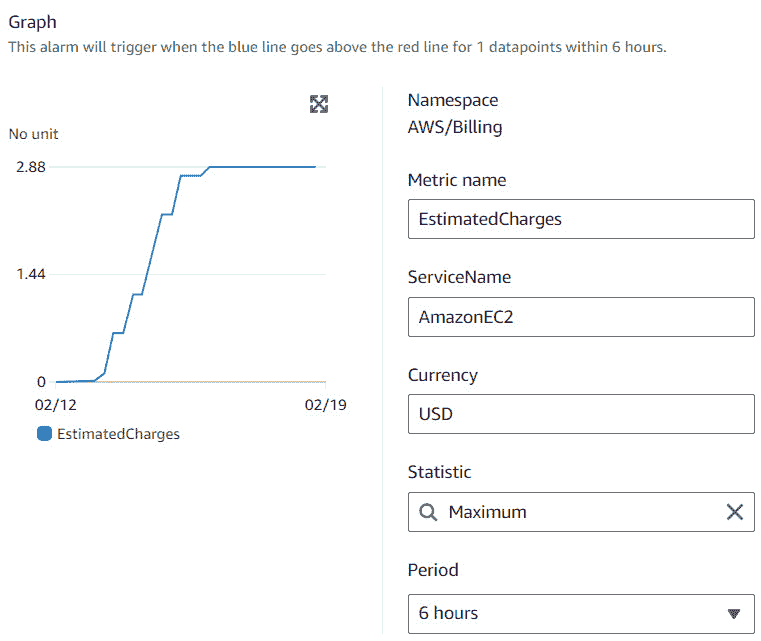 Graph
This alarm will trigger when the blue line goes above the red line for 1 datapoints within 6 hours.
No unit
2.88
1.44
0
02/12
02/19
EstimatedCharges
Namespace
AWS/Billing
Metric name
EstimatedCharges
ServiceName
AmazonEC2
Currency
USD
Statistic
Maximum
Period
6 hours